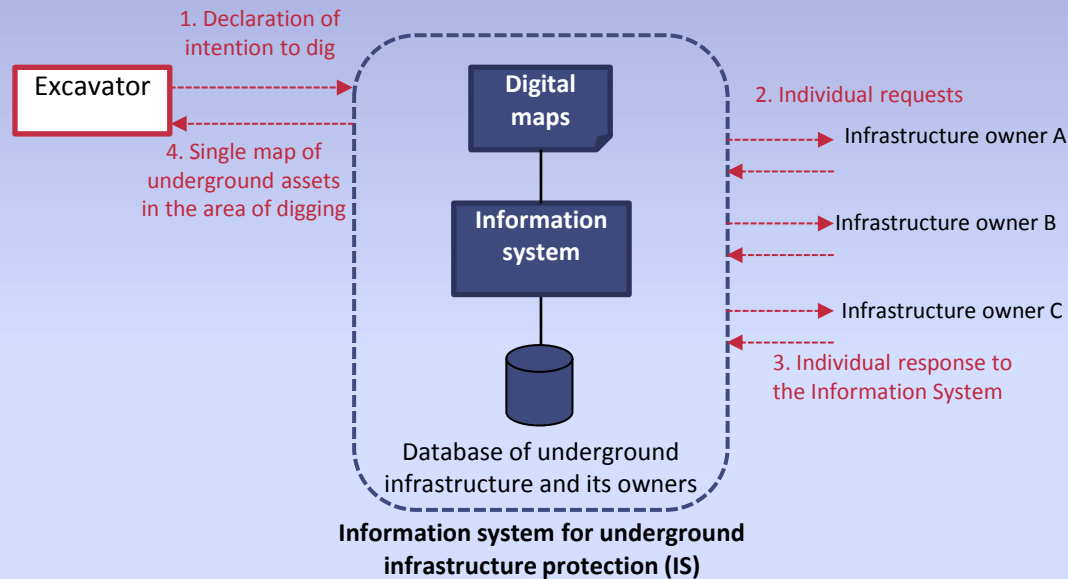 1. Declaration of
intention to dig
Excavator
4. Single map of
underground assets
in the area of digging
Digital
maps
Information
system
Database of underground
infrastructure and its owners
Information system for underground
infrastructure protection (IS)
2. Individual requests
Infrastructure owner A
Infrastructure owner B
Infrastructure owner C
3. Individual response to
the Information System